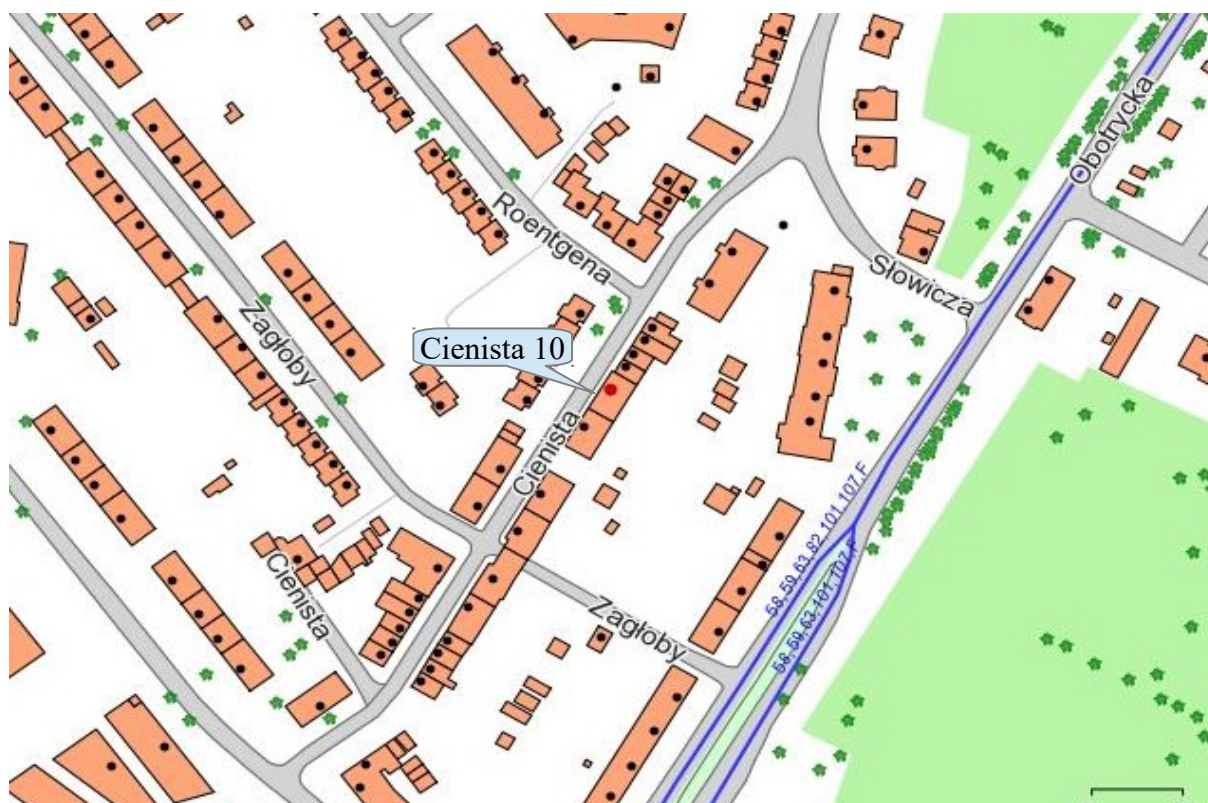 Obotrycka
Roentgena
Słowicza
Zagłoby
Cienista 10
Cienista
58, 59, 63, 82, 101, 107, F
58, 59, 63, 101, 107, F
Cienista
Zagłoby